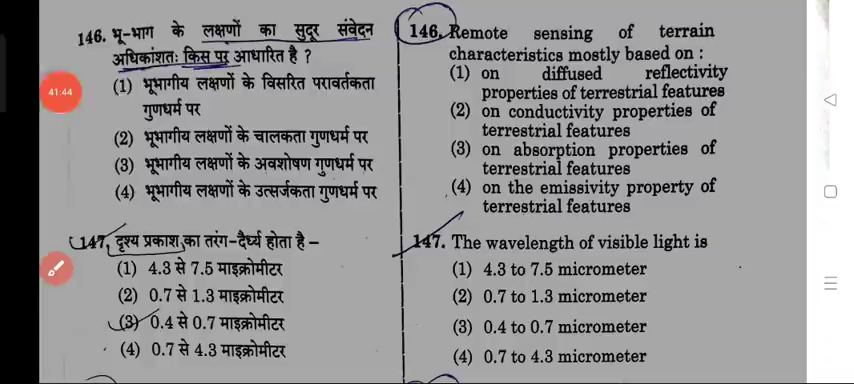 146. भू-भाग के लक्षणों का सुदूर संवेदन
अधिकांशतः किस पर आधारित है ?
(1) भूभागीय लक्षणों के विसरित परावर्तकता
गुणधर्म पर
(2) भूभागीय लक्षणों के चालकता गुणधर्म पर
(3) भूभागीय लक्षणों के अवशोषण गुणधर्म पर
(4) भूभागीय लक्षणों के उत्सर्जकता गुणधर्म पर
147. दृश्य प्रकाश का तरंग-दैर्ध्य होता है –
(1) 4.3 से 7.5 माइक्रोमीटर
(2) 0.7 से 1.3 माइक्रोमीटर
(3) 0.4 से 0.7 माइक्रोमीटर
(4) 0.7 से 4.3 माइक्रोमीटर
41:44
146. Remote sensing of terrain
characteristics mostly based on :
(1) on diffused reflectivity
properties of terrestrial features
(2) on conductivity properties of
terrestrial features
(3) on absorption properties of
terrestrial features
(4) on the emissivity property of
terrestrial features
147. The wavelength of visible light is
(1) 4.3 to 7.5 micrometer
(2) 0.7 to 1.3 micrometer
(3) 0.4 to 0.7 micrometer
(4) 0.7 to 4.3 micrometer